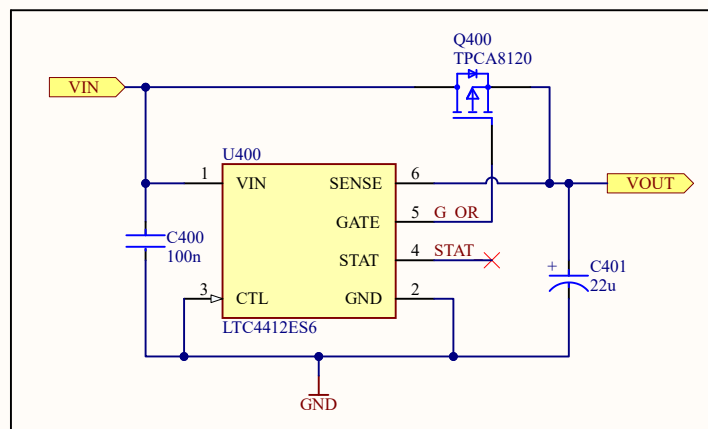 Q400
TPCA8120
VIN
U400
1 VIN SENSE 6
VOUT
GATE 5 G_OR
C400
100n
STAT 4 STAT
C401
22u
3 CTL GND 2
LTC4412ES6
GND